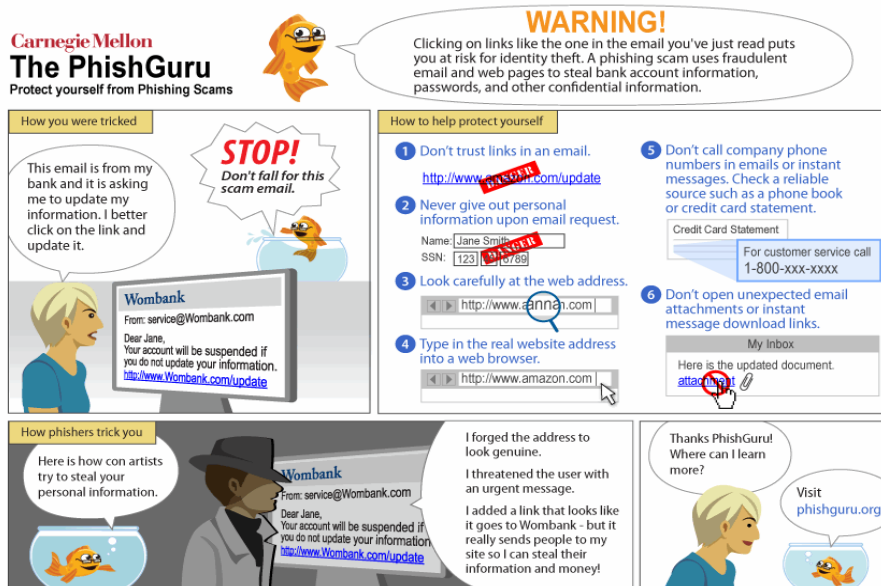 Carnegie Mellon
The PhishGuru
Protect yourself from Phishing Scams
WARNING!
Clicking on links like the one in the email you've just read puts
you at risk for identity theft. A phishing scam uses fraudulent
email and web pages to steal bank account information,
passwords, and other confidential information.
How you were tricked
This email is from my
bank and it is asking
me to update my
information. I better
click on the link and
update it.
STOP!
Don't fall for this
scam email.
Wombank
From: service@Wombank.com
Dear Jane,
Your account will be suspended if
you do not update your information.
http://www.Wombank.com/update
How to help protect yourself
1 Don't trust links in an email.
http://www.amazon.com/update
DANGER
2 Never give out personal
information upon email request.
Name: Jane Smith
SSN: 123 6789
DANGER
3 Look carefully at the web address.
http://www.annan.com
4 Type in the real website address
into a web browser.
http://www.amazon.com
5 Don't call company phone
numbers in emails or instant
messages. Check a reliable
source such as a phone book
or credit card statement.
Credit Card Statement
For customer service call
1-800-xxx-xxxx
6 Don't open unexpected email
attachments or instant
message download links.
My Inbox
Here is the updated document.
attachment
How phishers trick you
Here is how con artists
try to steal your
personal information.
Wombank
From: service@Wombank.com
Dear Jane,
Your account will be suspended if
you do not update your information
http://www.Wombank.com/update
I forged the address to
look genuine.
I threatened the user with
an urgent message.
I added a link that looks like
it goes to Wombank - but it
really sends people to my
site so I can steal their
information and money!
Thanks PhishGuru!
Where can I learn
more?
Visit
phishguru.org